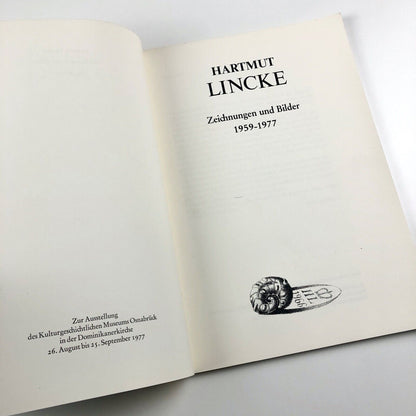 Zur Ausstellung
des Kulturgeschichtlichen Museums Osnabrück
in der Dominikanerkirche
26. August bis 25. September 1977
HARTMUT
LINCKE
Zeichnungen und Bilder
1959-1977
1966